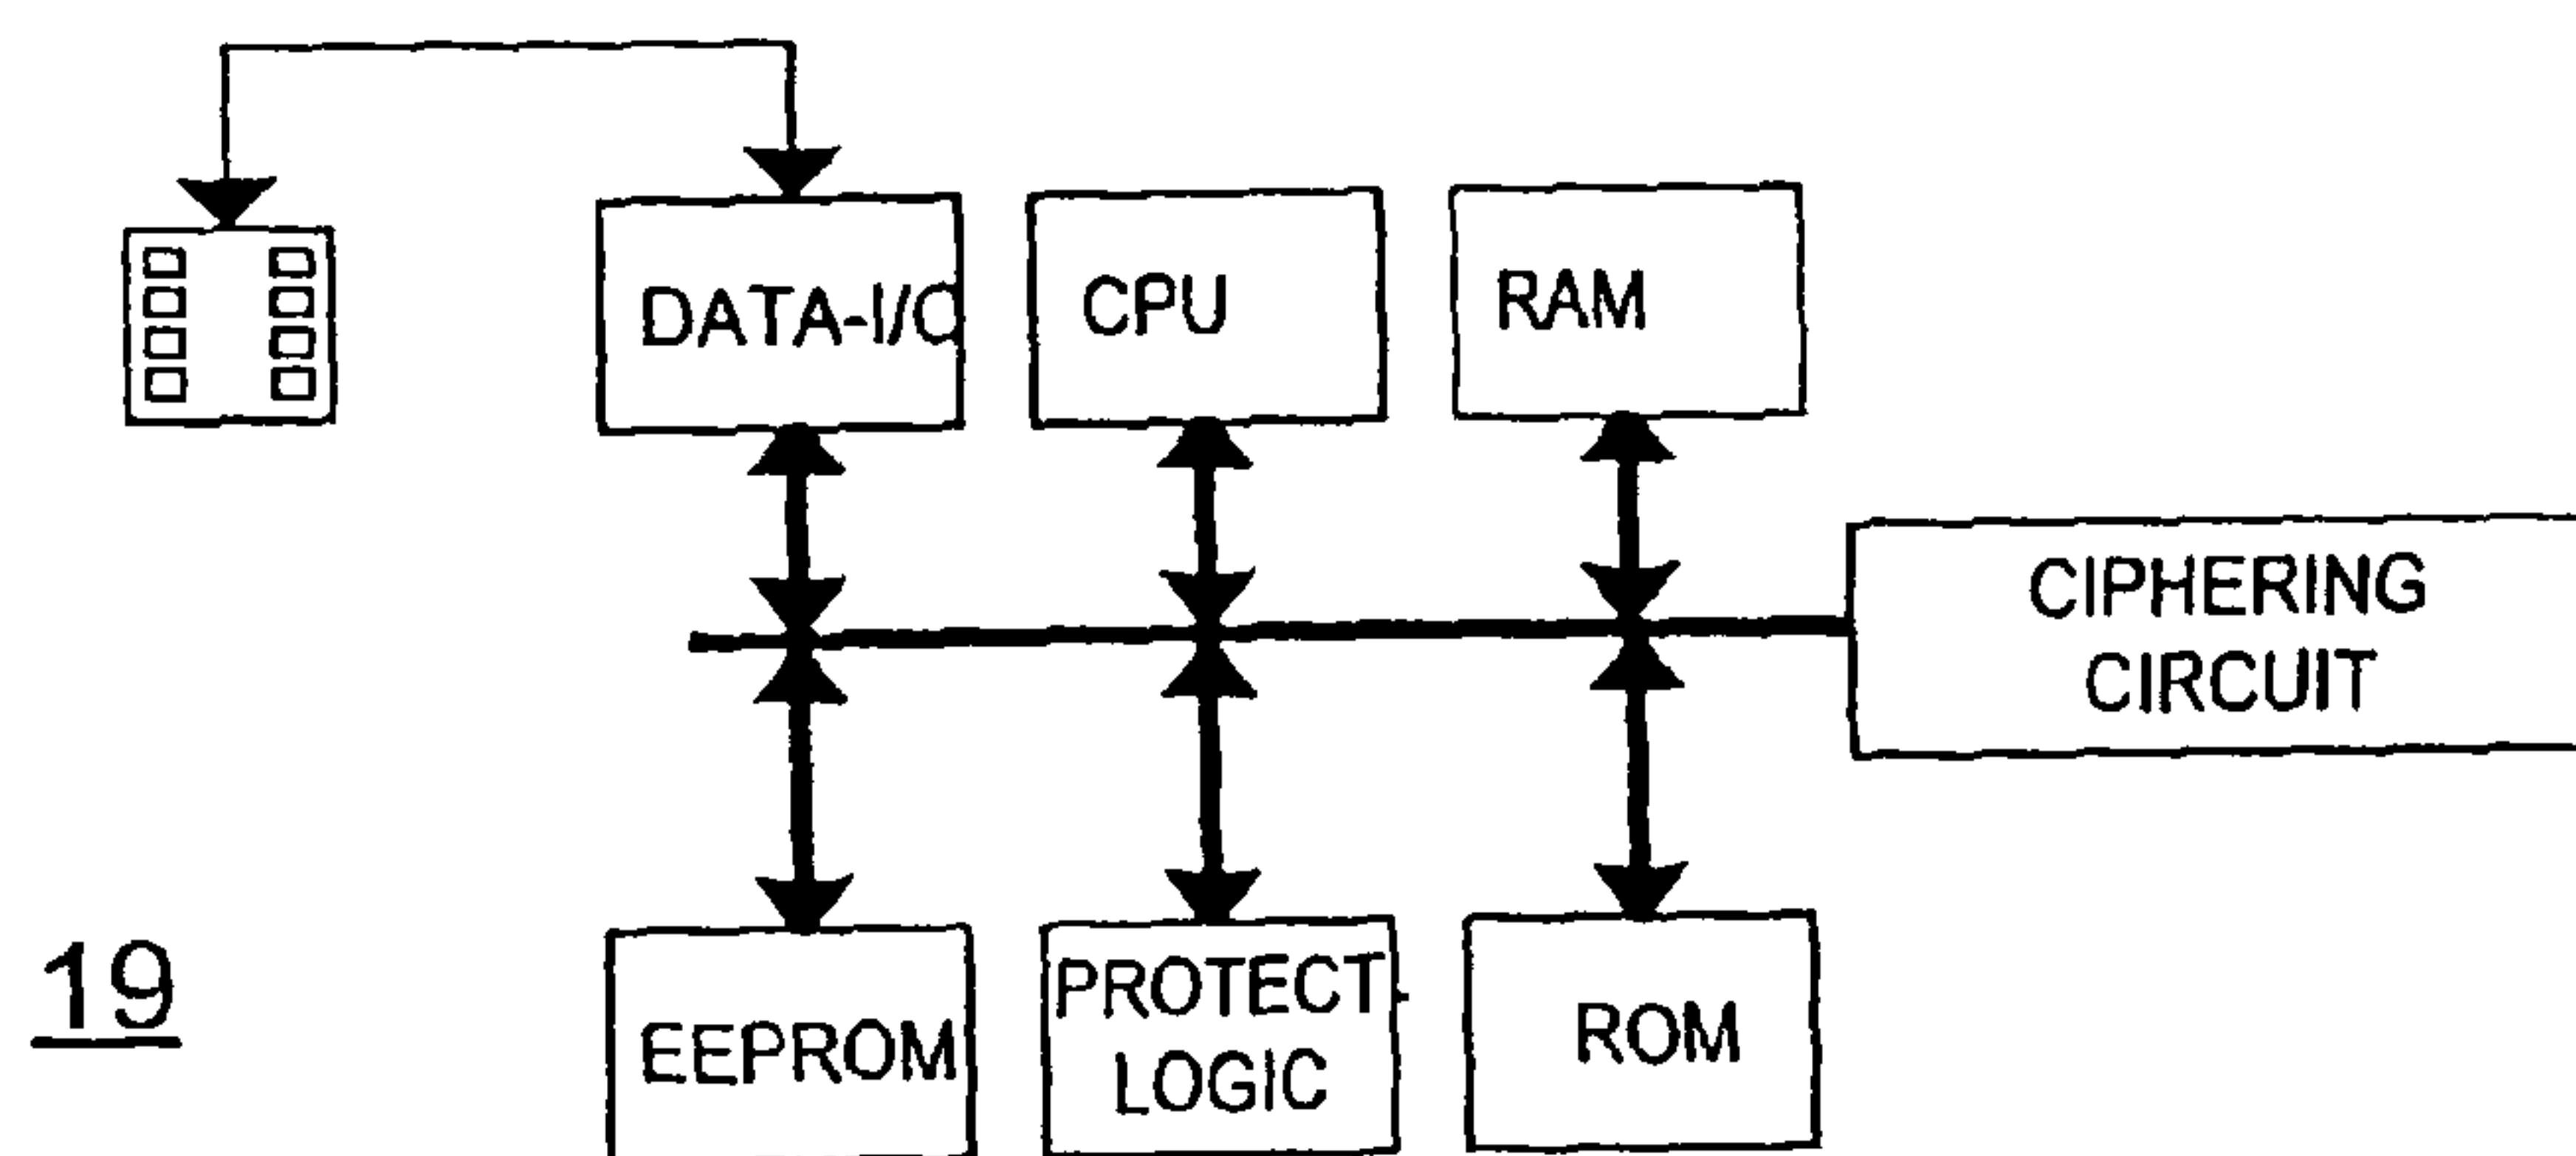 DATA-I/O
CPU
RAM
CIPHERING
CIRCUIT
19
EEPROM
PROTECT.
LOGIC
ROM